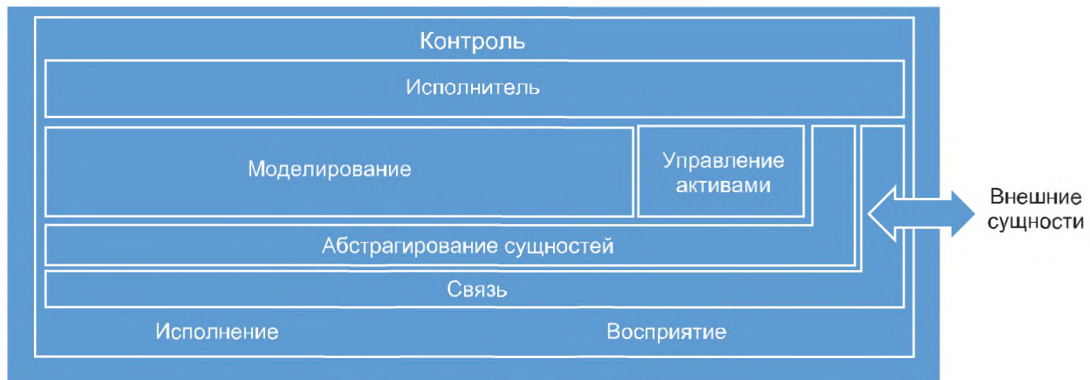 Контроль
Исполнитель
Моделирование
Управление
активами
Внешние
сущности
Абстрагирование сущностей
Связь
Исполнение
Восприятие